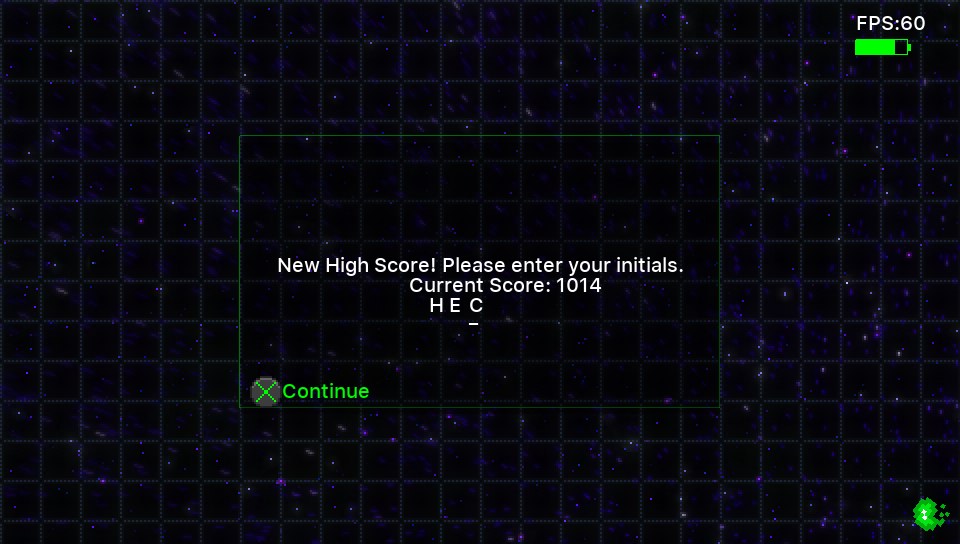 FPS:60
New High Score! Please enter your initials.
Current Score: 1014
H E C
Continue